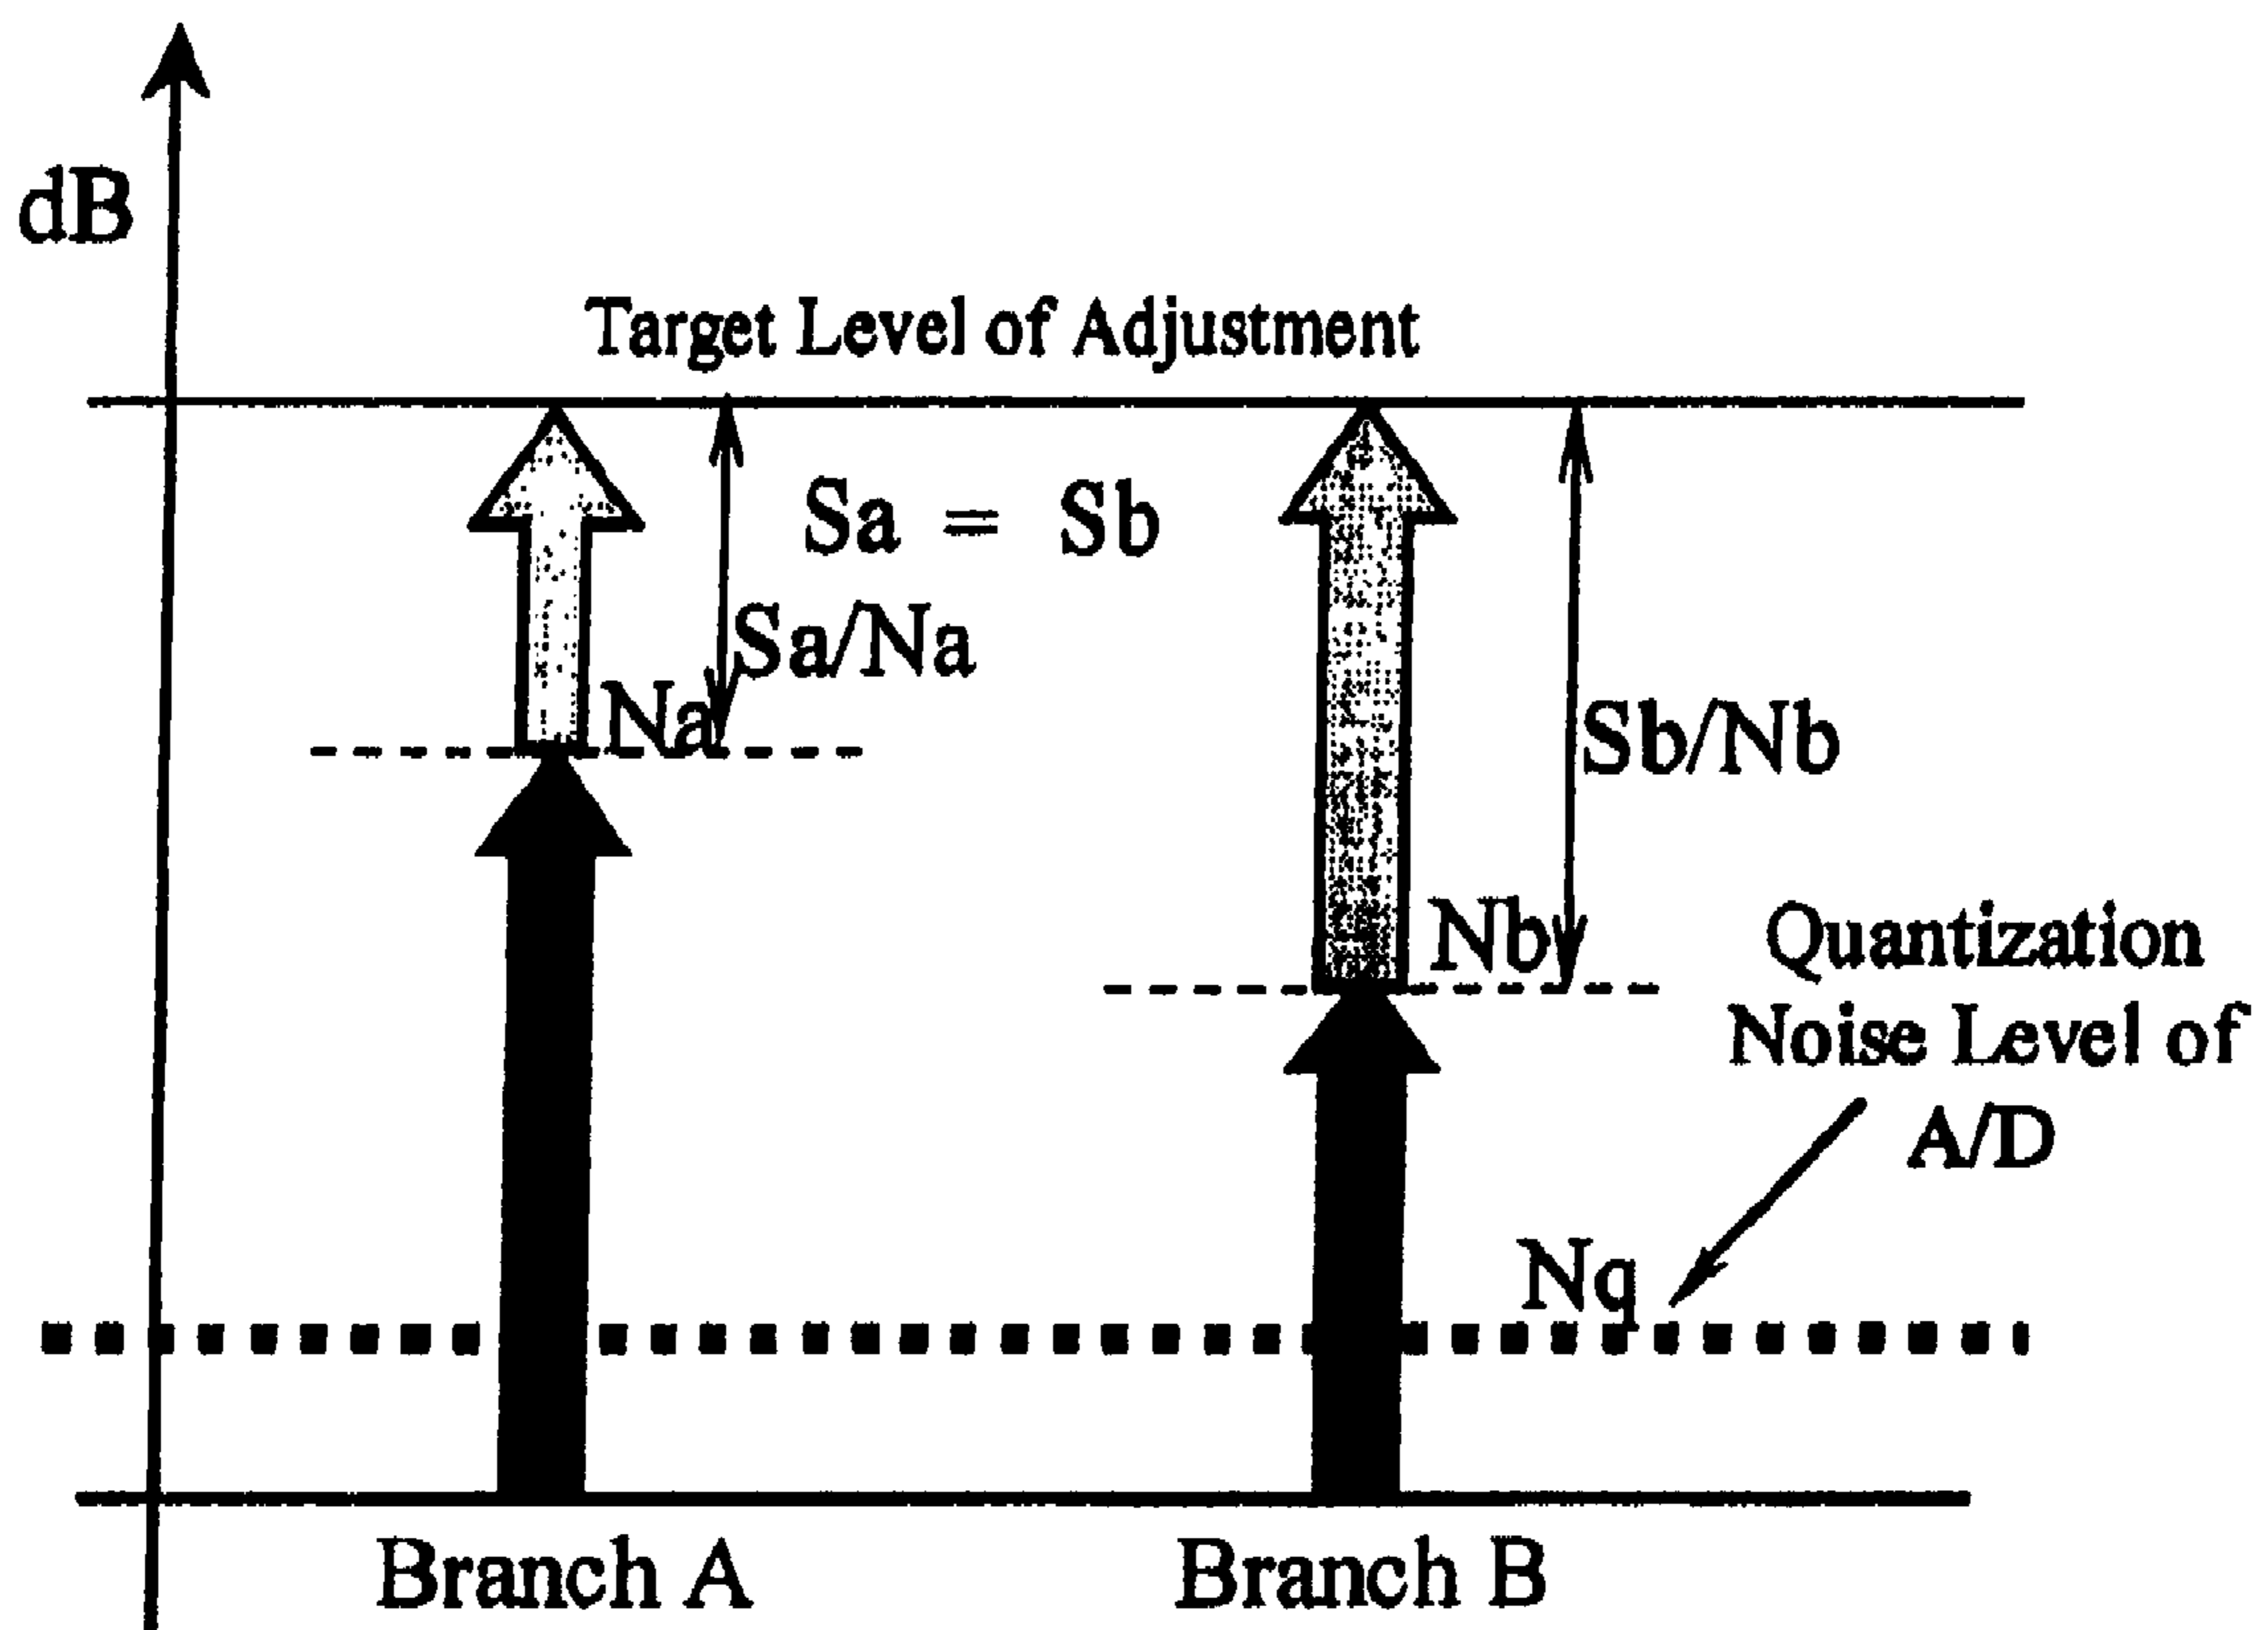 dB
Target Level of Adjustment
Sa = Sb
Sa/Na
Na
Sb/Nb
Nb
Quantization
Noise Level of
A/D
Nq
Branch A
Branch B